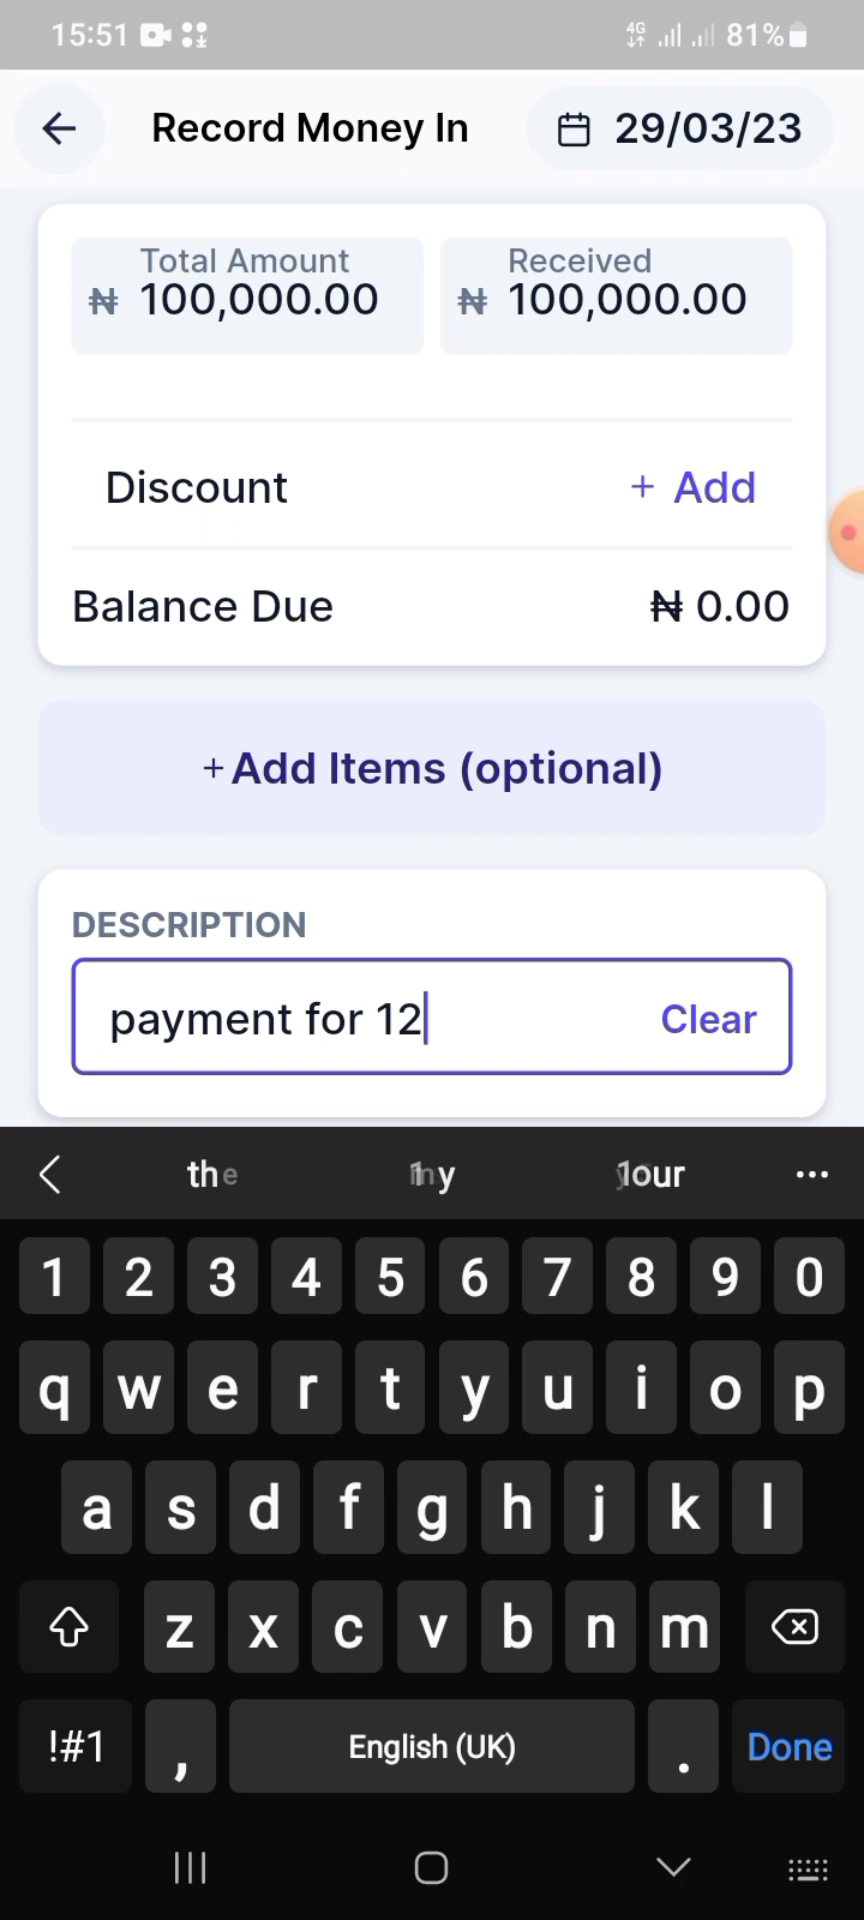 15:51 4G 81%
Record Money In 29/03/23
Total Amount Received
₦ 100,000.00 ₦ 100,000.00
Discount + Add
Balance Due ₦ 0.00
+ Add Items (optional)
DESCRIPTION
payment for 12 Clear
the
1 2 3 4 5 6 7 8 9 0
q w e r t y u i o p
a s d f g h j k l
z x c v b n m
!#1 , English (UK) . Done